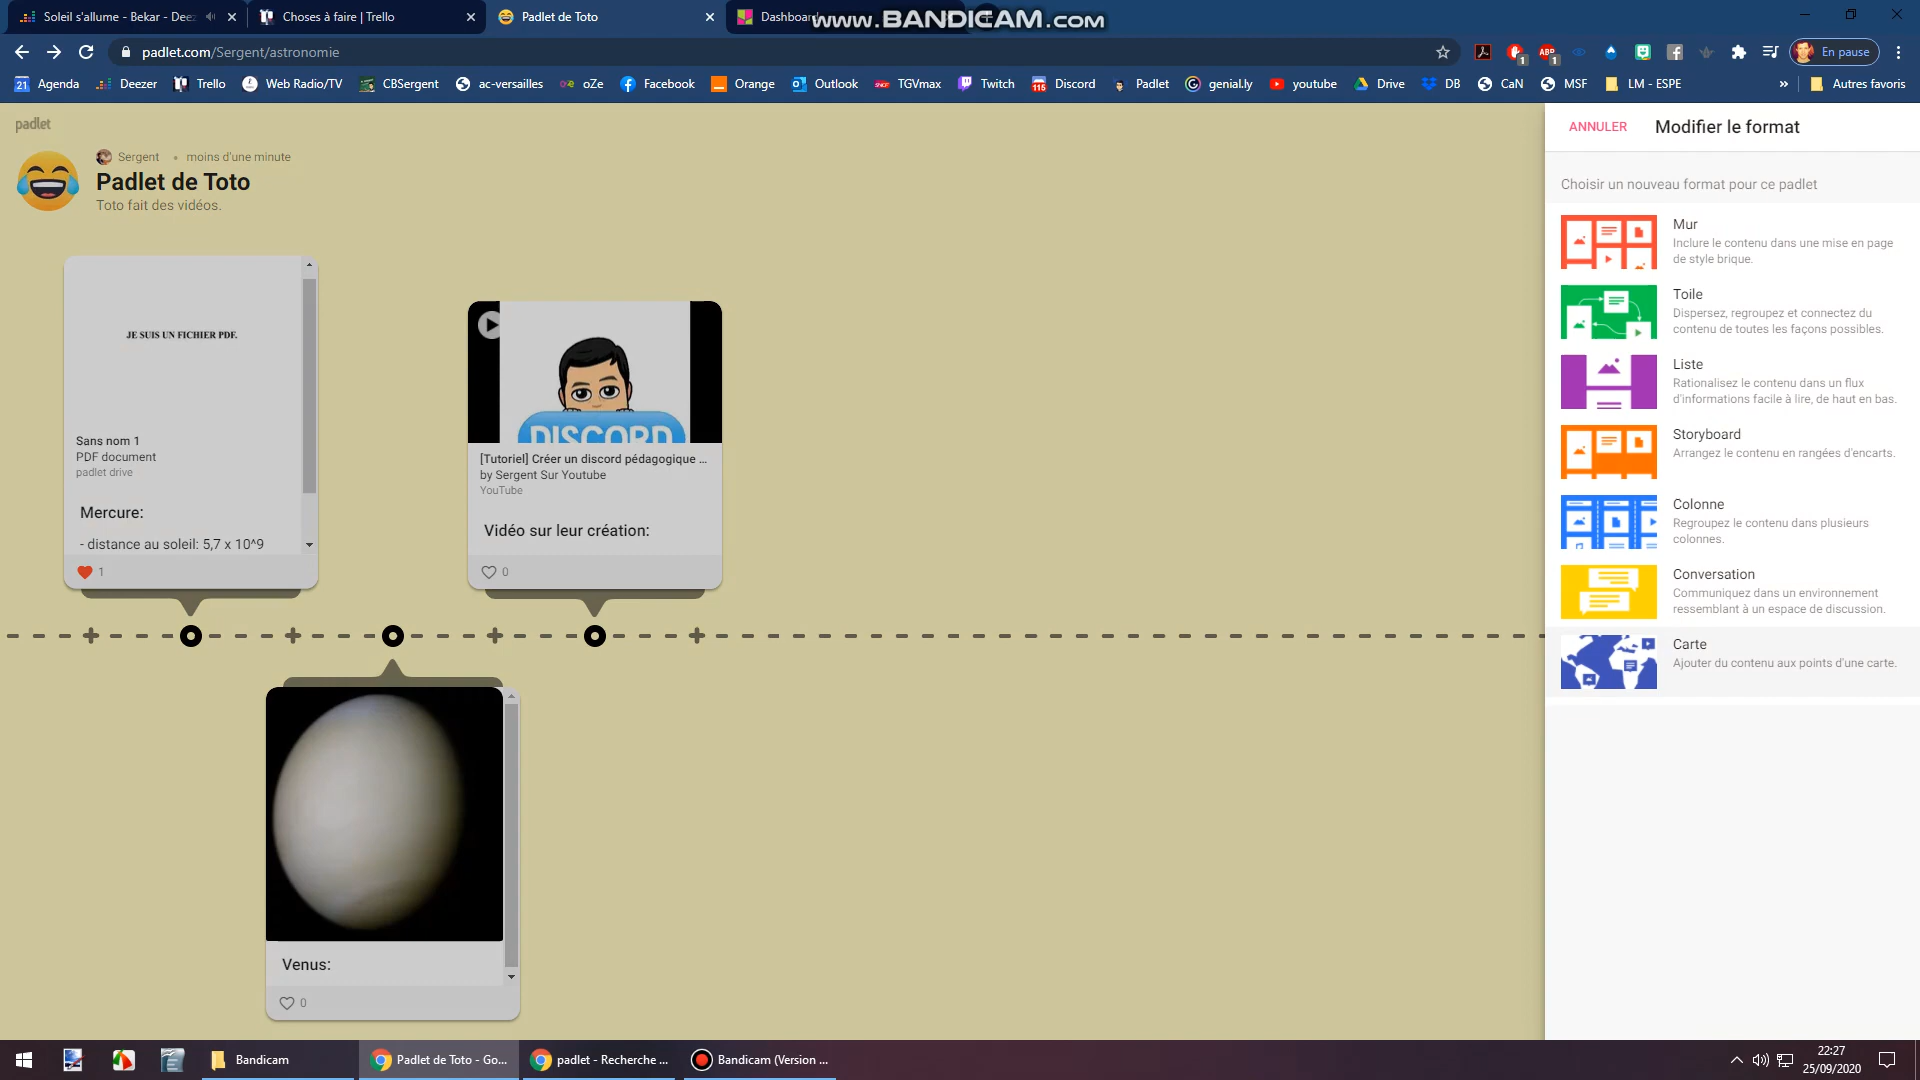 Soleil s'allume - Bekar - Deez
Choses à faire | Trello
Padlet de Toto
Dashboard
www.BANDICAM.com
padlet.com/Sergent/astronomie
1
ABP
1
En pause
21 Agenda
Deezer
Trello
Web Radio/TV
CBSergent
ac-versailles
oZe
Facebook
Orange
Outlook
TGVmax
Twitch
115 Discord
Padlet
genial.ly
youtube
Drive
DB
CaN
MSF
LM - ESPE
»
Autres favoris
padlet
Sergent • moins d'une minute
Padlet de Toto
Toto fait des vidéos.
JE SUIS UN FICHIER PDF.
Sans nom 1
PDF document
padlet drive
Mercure:
- distance au soleil: 5,7 x 10^9
1
DISCORD
[Tutoriel] Créer un discord pédagogique ...
by Sergent Sur Youtube
YouTube
Vidéo sur leur création:
0
Venus:
0
ANNULER
Modifier le format
Choisir un nouveau format pour ce padlet
Mur
Inclure le contenu dans une mise en page
de style brique.
Toile
Dispersez, regroupez et connectez du
contenu de toutes les façons possibles.
Liste
Rationalisez le contenu dans un flux
d'informations facile à lire, de haut en bas.
Storyboard
Arrangez le contenu en rangées d'encarts.
Colonne
Regroupez le contenu dans plusieurs
colonnes.
Conversation
Communiquez dans un environnement
ressemblant à un espace de discussion.
Carte
Ajouter du contenu aux points d'une carte.
Bandicam
Padlet de Toto - Go...
padlet - Recherche ...
Bandicam (Version ...
22:27
25/09/2020